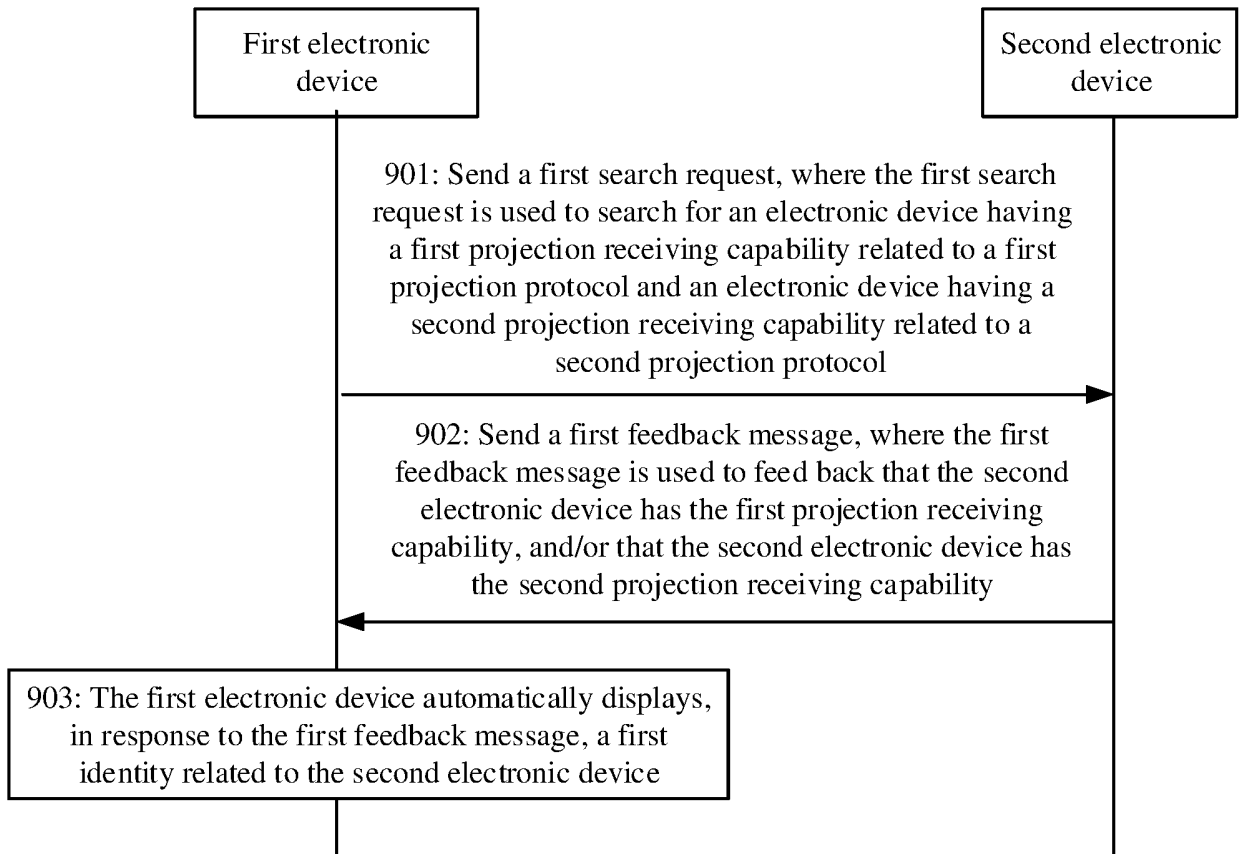 First electronic
device
Second electronic
device
901: Send a first search request, where the first search
request is used to search for an electronic device having
a first projection receiving capability related to a first
projection protocol and an electronic device having a
second projection receiving capability related to a
second projection protocol
902: Send a first feedback message, where the first
feedback message is used to feed back that the second
electronic device has the first projection receiving
capability, and/or that the second electronic device has
the second projection receiving capability
903: The first electronic device automatically displays,
in response to the first feedback message, a first
identity related to the second electronic device